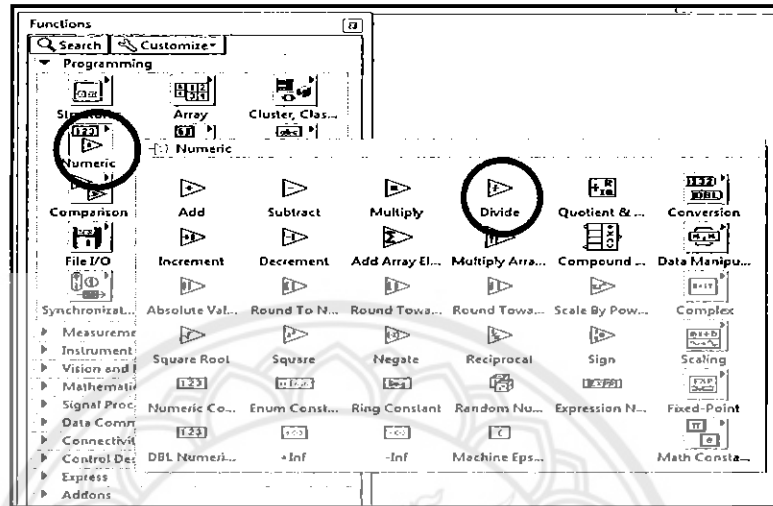 Functions
Search Customize
Programming
Array Cluster, Clas...
Numeric
Numeric
Comparison Add Subtract Multiply Divide Quotient & ... Conversion
File I/O Increment Decrement Add Array El... Multiply Arra... Compound ... Data Manipu...
Synchronizat... Absolute Val... Round To N... Round Towa... Round Towa... Scale By Pow... Complex
Measureme
Square Root Square Negate Reciprocal Sign Scaling
Instrument
Vision and
Mathemati
Numeric Co... Enum Const... Ring Constant Random Nu... Expression N... Fixed-Point
Signal Proc
Data Comm
Connectivit
DBL Numeri... +Inf -Inf Machine Eps... Math Consta...
Control Des
Express
Addons